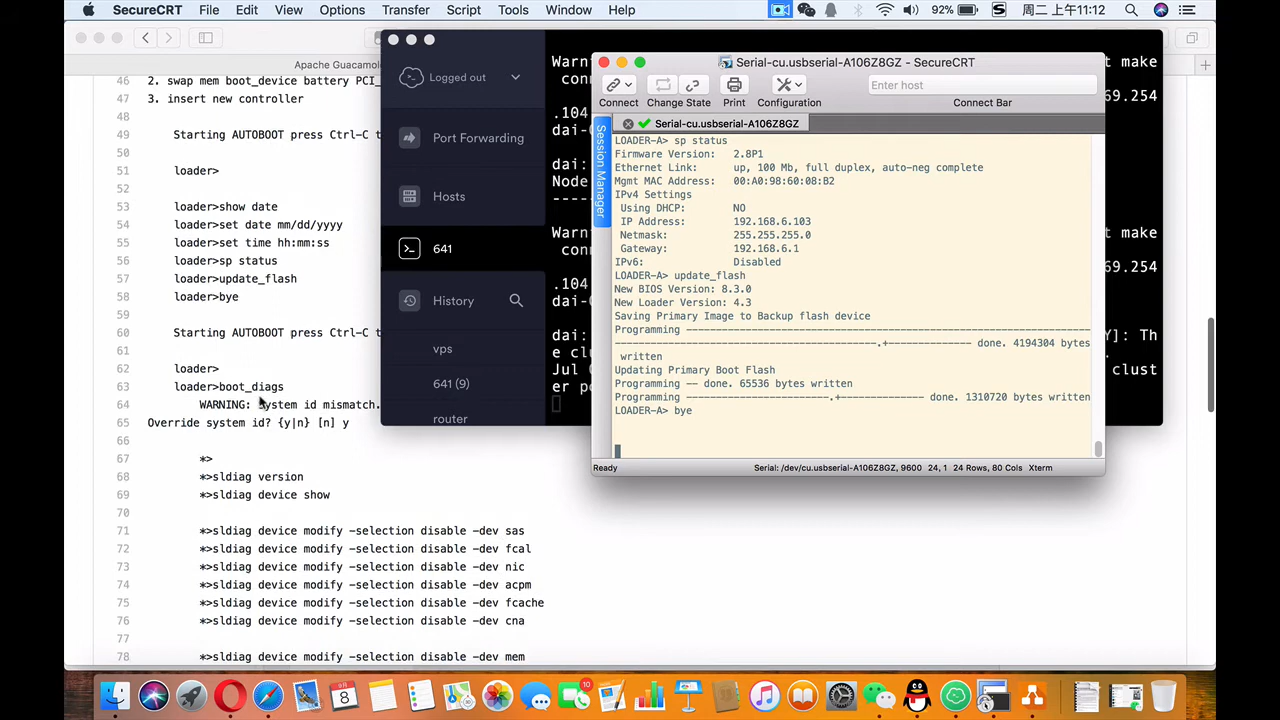 SecureCRT File Edit View Options Transfer Script Tools Window Help
92% S 周二 上午11:12
Apache Guacamole
46 2. swap mem boot_device battery PCI_
47 3. insert new controller
48
49 Starting AUTOBOOT press Ctrl-C t
50
51 loader>
52
53 loader>show date
54 loader>set date mm/dd/yyyy
55 loader>set time hh:mm:ss
56 loader>sp status
57 loader>update_flash
58 loader>bye
59
60 Starting AUTOBOOT press Ctrl-C t
61
62 loader>
63 loader>boot_diags
64 WARNING: System id mismatch.
65 Override system id? {y|n} [n] y
66
67 *>
68 *>sldiag version
69 *>sldiag device show
70
71 *>sldiag device modify -selection disable -dev sas
72 *>sldiag device modify -selection disable -dev fcal
73 *>sldiag device modify -selection disable -dev nic
74 *>sldiag device modify -selection disable -dev acpm
75 *>sldiag device modify -selection disable -dev fcache
76 *>sldiag device modify -selection disable -dev cna
77
78 *>sldiag device modify -selection disable -dev mem
Logged out
Port Forwarding
Hosts
641
History
vps
641 (9)
router
Warn
conn
.104
dai-C
dai:
Node
Warn
conn
.104
dai-C
dai:
e clu
Jul
er po
t make
69.254
t make
69.254
Y]: Th
clust
Serial-cu.usbserial-A106Z8GZ - SecureCRT
Enter host
Connect Change State Print Configuration Connect Bar
Session Manager
Serial-cu.usbserial-A106Z8GZ
LOADER-A> sp status
Firmware Version: 2.8P1
Ethernet Link: up, 100 Mb, full duplex, auto-neg complete
Mgmt MAC Address: 00:A0:98:60:08:B2
IPv4 Settings
Using DHCP: NO
IP Address: 192.168.6.103
Netmask: 255.255.255.0
Gateway: 192.168.6.1
IPv6: Disabled
LOADER-A> update_flash
New BIOS Version: 8.3.0
New Loader Version: 4.3
Saving Primary Image to Backup flash device
Programming -----------------------------------------------------------
--------------------------------------.+-------------- done. 4194304 bytes
written
Updating Primary Boot Flash
Programming -- done. 65536 bytes written
Programming -----------------------.+-------------- done. 1310720 bytes written
LOADER-A> bye
Ready Serial: /dev/cu.usbserial-A106Z8GZ, 9600 24, 1 24 Rows, 80 Cols Xterm
10
8